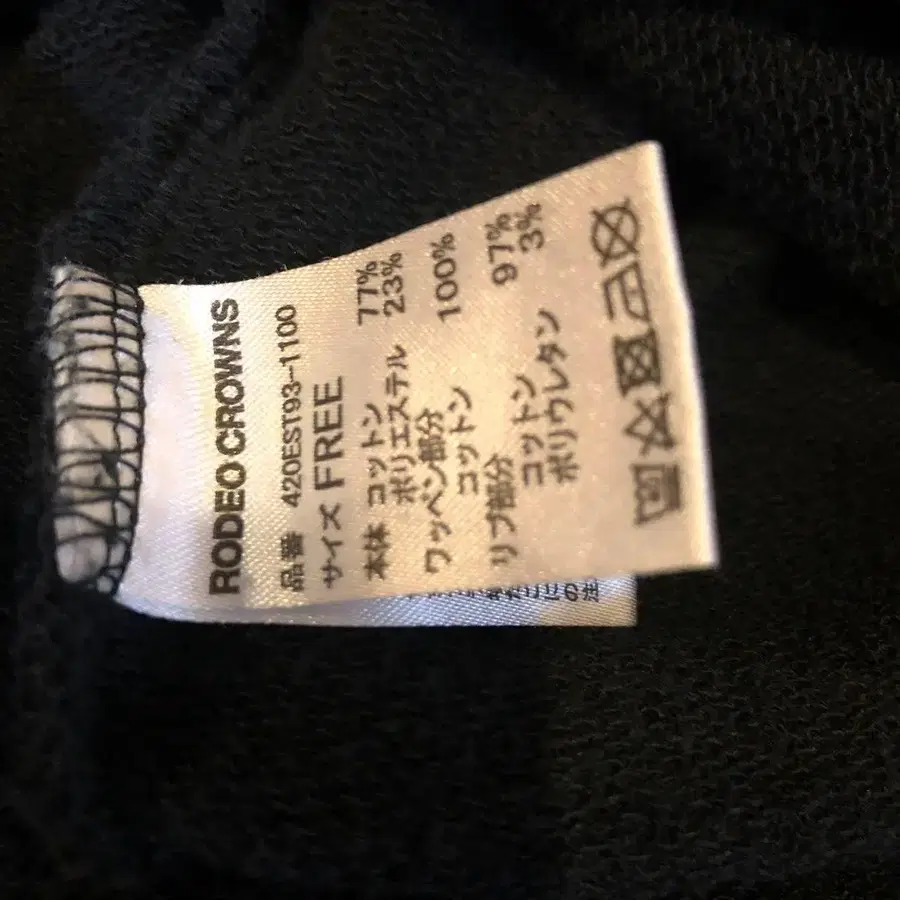 RODEO CROWNS
品番 420EST93-1100
サイズ FREE
本体 コットン 77%
ポリエステル 23%
ワッペン部分
コットン 100%
リブ部分
コットン 97%
ポリウレタン 3%